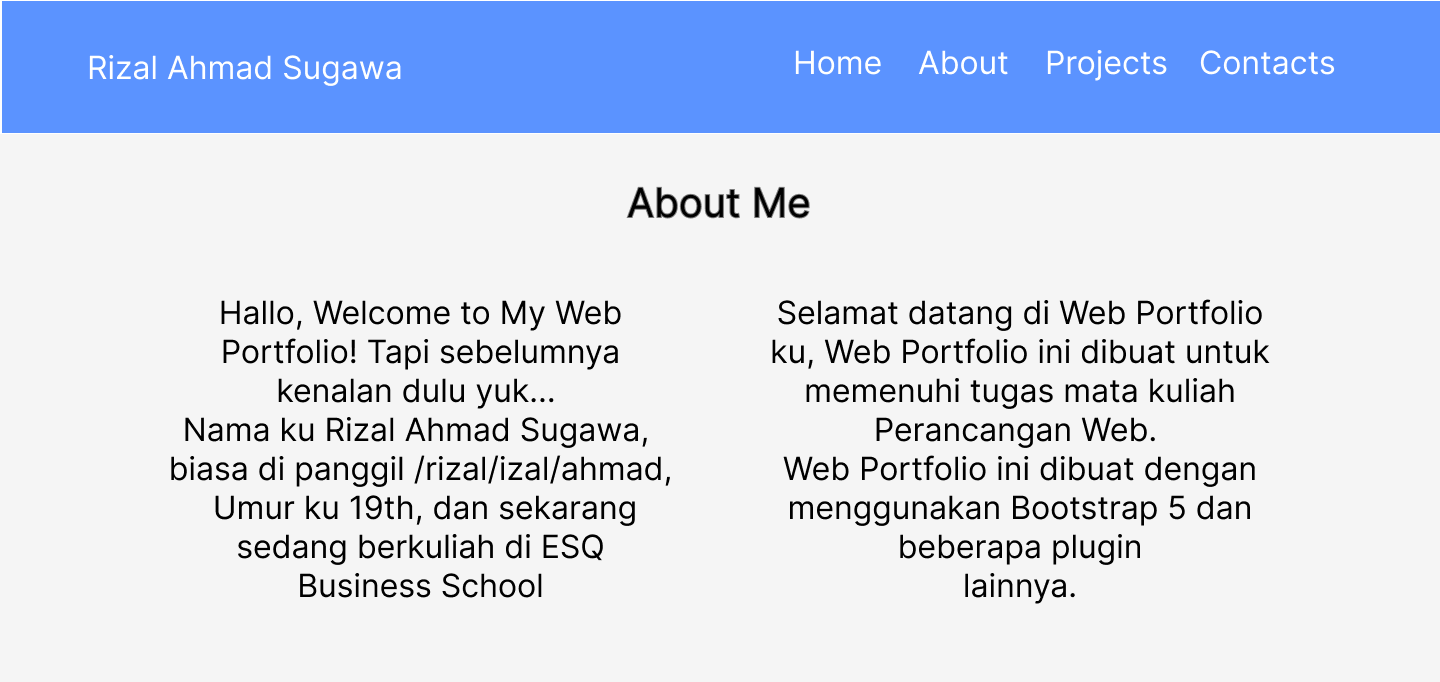 Rizal Ahmad Sugawa
Home About Projects Contacts
About Me
Hallo, Welcome to My Web
Portfolio! Tapi sebelumnya
kenalan dulu yuk...
Nama ku Rizal Ahmad Sugawa,
biasa di panggil /rizal/izal/ahmad,
Umur ku 19th, dan sekarang
sedang berkuliah di ESQ
Business School
Selamat datang di Web Portfolio
ku, Web Portfolio ini dibuat untuk
memenuhi tugas mata kuliah
Perancangan Web.
Web Portfolio ini dibuat dengan
menggunakan Bootstrap 5 dan
beberapa plugin
lainnya.